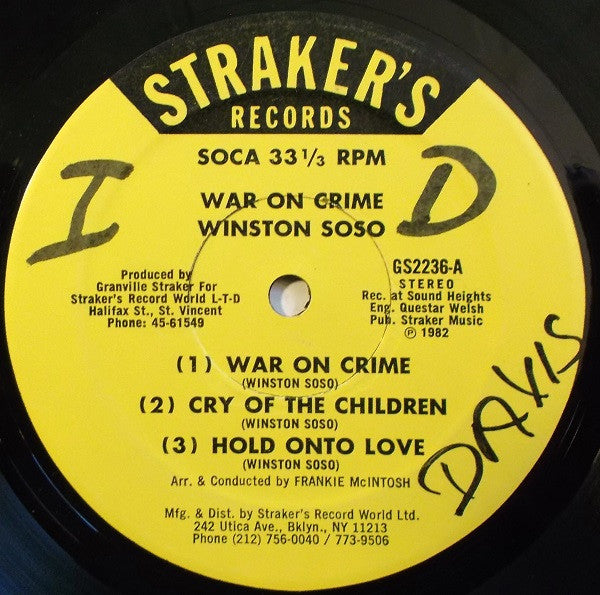 STRAKER'S
RECORDS
SOCA 33 1/3 RPM
I D
WAR ON CRIME
WINSTON SOSO
Produced by
Granville Straker For
Straker's Record World L-T-D
Halifax St., St. Vincent
Phone: 45-61549
GS2236-A
STEREO
Rec. at Sound Heights
Eng. Questar Welsh
Pub. Straker Music
Ⓟ 1982
(1) WAR ON CRIME
(WINSTON SOSO)
(2) CRY OF THE CHILDREN
(WINSTON SOSO)
(3) HOLD ONTO LOVE
(WINSTON SOSO)
Arr. & Conducted by FRANKIE McINTOSH
DAVIS
Mfg. & Dist. by Straker's Record World Ltd.
242 Utica Ave., Bklyn., NY 11213
Phone (212) 756-0040 / 773-9506